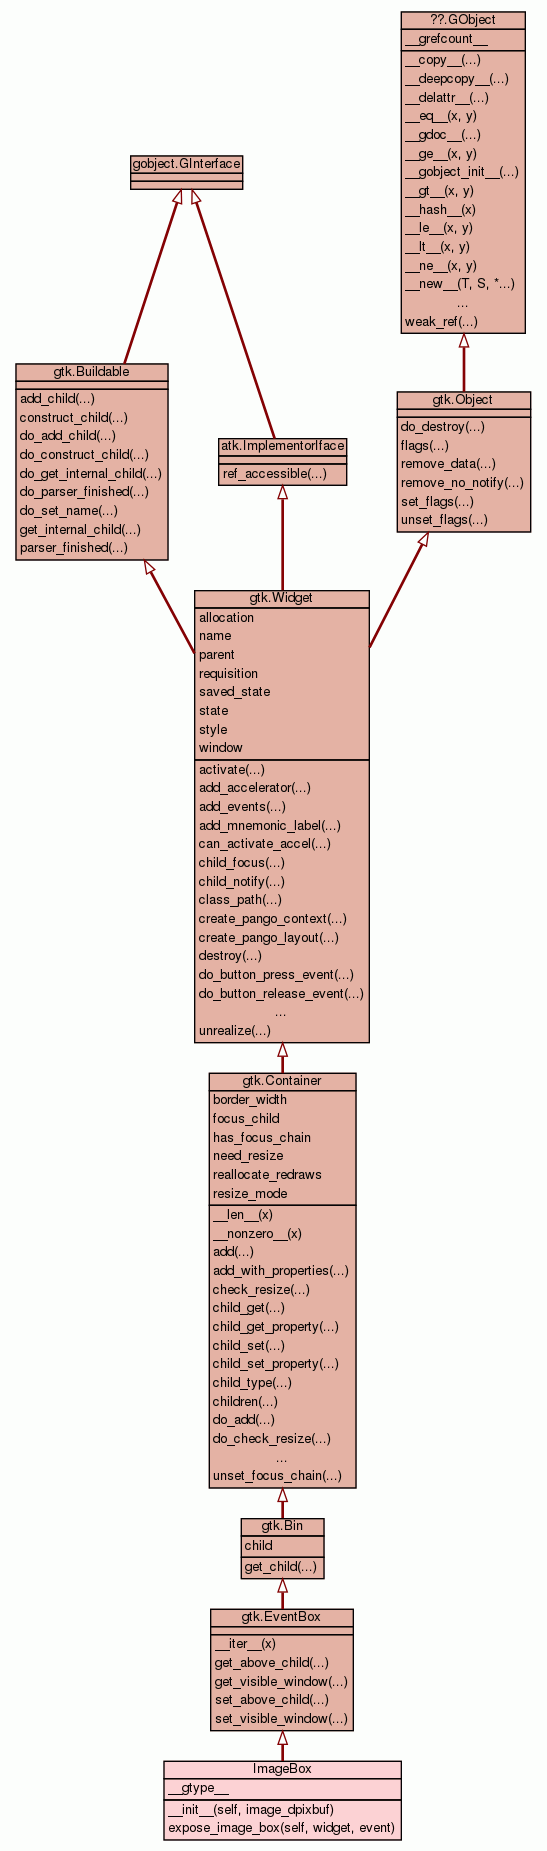 ??.GObject
__grefcount__
__copy__(...)
__deepcopy__(...)
__delattr__(...)
__eq__(x, y)
__gdoc__(...)
__ge__(x, y)
__gobject_init__(...)
__gt__(x, y)
__hash__(x)
__le__(x, y)
__lt__(x, y)
__ne__(x, y)
__new__(T, S, *...)
...
weak_ref(...)
gobject.GInterface
gtk.Buildable
add_child(...)
construct_child(...)
do_add_child(...)
do_construct_child(...)
do_get_internal_child(...)
do_parser_finished(...)
do_set_name(...)
get_internal_child(...)
parser_finished(...)
atk.ImplementorIface
ref_accessible(...)
gtk.Object
do_destroy(...)
flags(...)
remove_data(...)
remove_no_notify(...)
set_flags(...)
unset_flags(...)
gtk.Widget
allocation
name
parent
requisition
saved_state
state
style
window
activate(...)
add_accelerator(...)
add_events(...)
add_mnemonic_label(...)
can_activate_accel(...)
child_focus(...)
child_notify(...)
class_path(...)
create_pango_context(...)
create_pango_layout(...)
destroy(...)
do_button_press_event(...)
do_button_release_event(...)
...
unrealize(...)
gtk.Container
border_width
focus_child
has_focus_chain
need_resize
reallocate_redraws
resize_mode
__len__(x)
__nonzero__(x)
add(...)
add_with_properties(...)
check_resize(...)
child_get(...)
child_get_property(...)
child_set(...)
child_set_property(...)
child_type(...)
children(...)
do_add(...)
do_check_resize(...)
...
unset_focus_chain(...)
gtk.Bin
child
get_child(...)
gtk.EventBox
__iter__(x)
get_above_child(...)
get_visible_window(...)
set_above_child(...)
set_visible_window(...)
ImageBox
__gtype__
__init__(self, image_dpixbuf)
expose_image_box(self, widget, event)